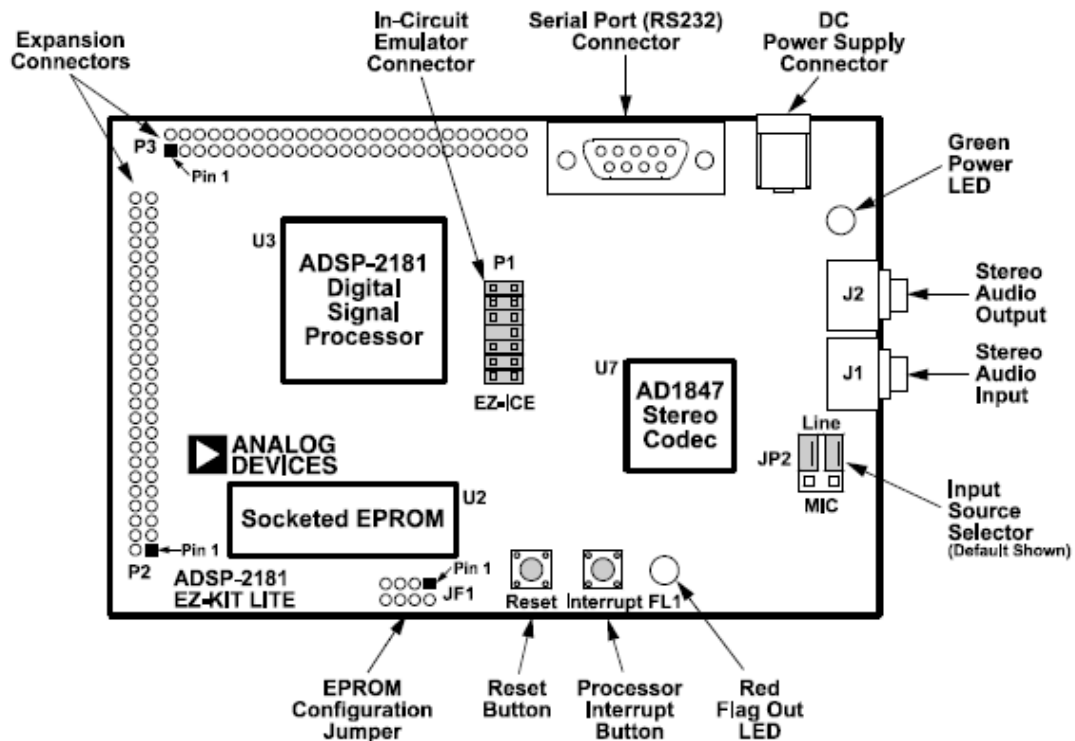 Expansion
Connectors
In-Circuit
Emulator
Connector
Serial Port (RS232)
Connector
DC
Power Supply
Connector
P3
Pin 1
Green
Power
LED
U3
ADSP-2181
Digital
Signal
Processor
P1
EZ-ICE
J2
Stereo
Audio
Output
J1
Stereo
Audio
Input
U7
AD1847
Stereo
Codec
Line
JP2
MIC
Input
Source
Selector
(Default Shown)
ANALOG
DEVICES
U2
Socketed EPROM
Pin 1
P2
ADSP-2181
EZ-KIT LITE
Pin 1
JF1
Reset
Interrupt
FL1
EPROM
Configuration
Jumper
Reset
Button
Processor
Interrupt
Button
Red
Flag Out
LED